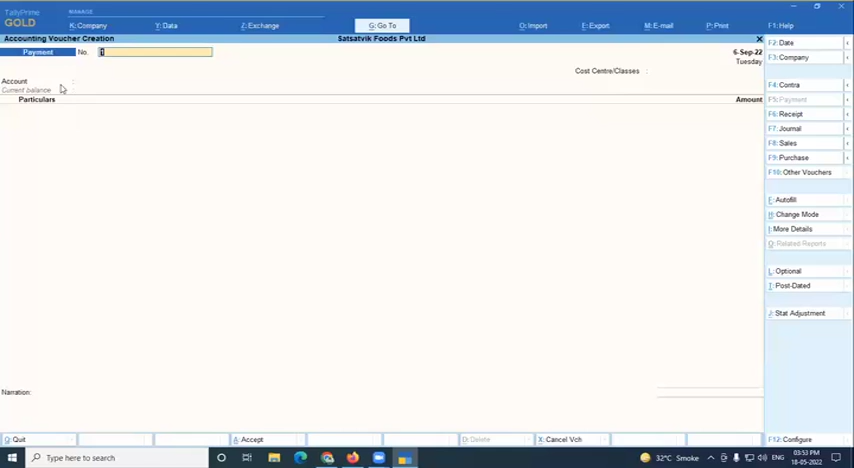 TallyPrime
GOLD
MANAGE
K: Company
Y: Data
Z: Exchange
G: Go To
O: Import
E: Export
M: E-mail
P: Print
F1: Help
Accounting Voucher Creation
Satsatvik Foods Pvt Ltd
Payment No. 1
6-Sep-22
Tuesday
Cost Centre/Classes :
Account :
Current balance :
Particulars
Amount
F2: Date
F3: Company
F4: Contra
F5: Payment
F6: Receipt
F7: Journal
F8: Sales
F9: Purchase
F10: Other Vouchers
F: Autofill
H: Change Mode
I: More Details
O: Related Reports
L: Optional
T: Post-Dated
J: Stat Adjustment
Narration:
Q: Quit
A: Accept
D: Delete
X: Cancel Vch
F12: Configure
Type here to search
32°C Smoke
ENG
03:53 PM
18-05-2022